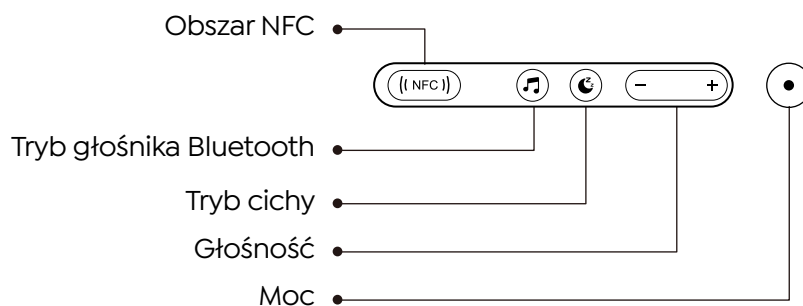 Obszar NFC
((NFC))
Tryb głośnika Bluetooth
Tryb cichy
Głośność
Moc